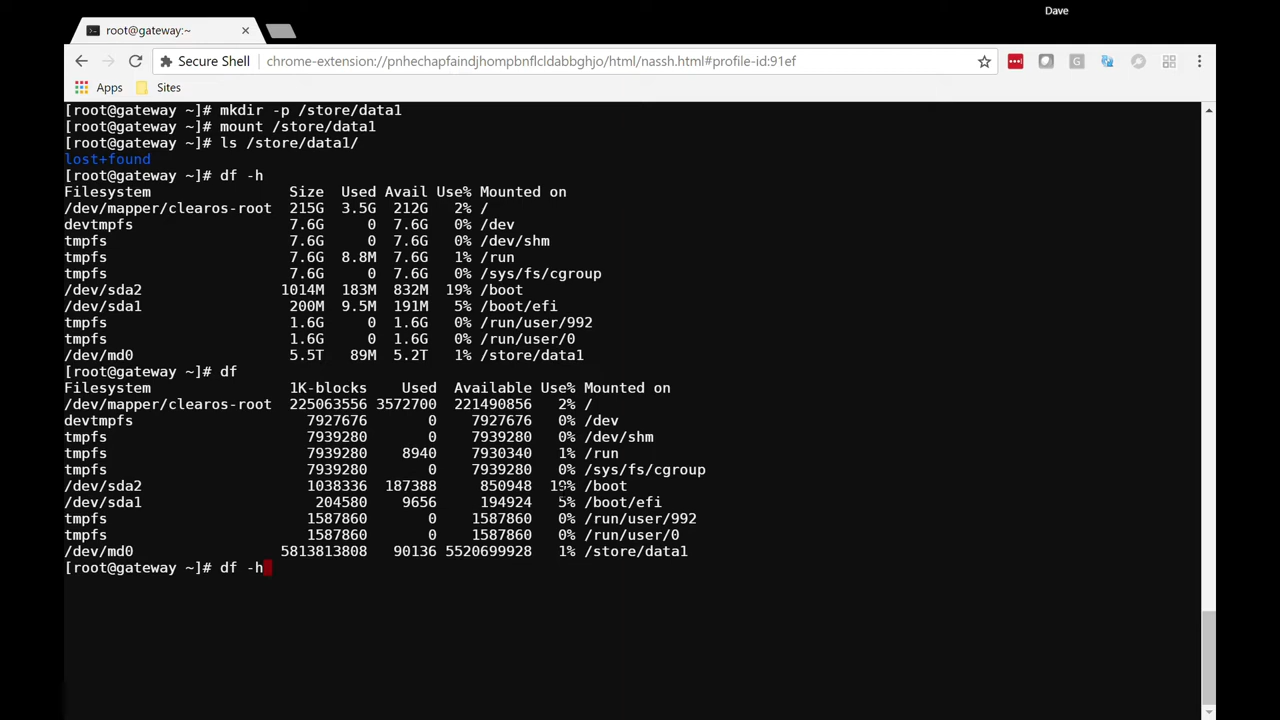 Dave
root@gateway:~
Secure Shell chrome-extension://pnhechapfaindjhompbnflcldabbghjo/html/nassh.html#profile-id:91ef
Apps Sites
[root@gateway ~]# mkdir -p /store/data1
[root@gateway ~]# mount /store/data1
[root@gateway ~]# ls /store/data1/
lost+found
[root@gateway ~]# df -h
Filesystem Size Used Avail Use% Mounted on
/dev/mapper/clearos-root 215G 3.5G 212G 2% /
devtmpfs 7.6G 0 7.6G 0% /dev
tmpfs 7.6G 0 7.6G 0% /dev/shm
tmpfs 7.6G 8.8M 7.6G 1% /run
tmpfs 7.6G 0 7.6G 0% /sys/fs/cgroup
/dev/sda2 1014M 183M 832M 19% /boot
/dev/sda1 200M 9.5M 191M 5% /boot/efi
tmpfs 1.6G 0 1.6G 0% /run/user/992
tmpfs 1.6G 0 1.6G 0% /run/user/0
/dev/md0 5.5T 89M 5.2T 1% /store/data1
[root@gateway ~]# df
Filesystem 1K-blocks Used Available Use% Mounted on
/dev/mapper/clearos-root 225063556 3572700 221490856 2% /
devtmpfs 7927676 0 7927676 0% /dev
tmpfs 7939280 0 7939280 0% /dev/shm
tmpfs 7939280 8940 7930340 1% /run
tmpfs 7939280 0 7939280 0% /sys/fs/cgroup
/dev/sda2 1038336 187388 850948 19% /boot
/dev/sda1 204580 9656 194924 5% /boot/efi
tmpfs 1587860 0 1587860 0% /run/user/992
tmpfs 1587860 0 1587860 0% /run/user/0
/dev/md0 5813813808 90136 5520699928 1% /store/data1
[root@gateway ~]# df -h